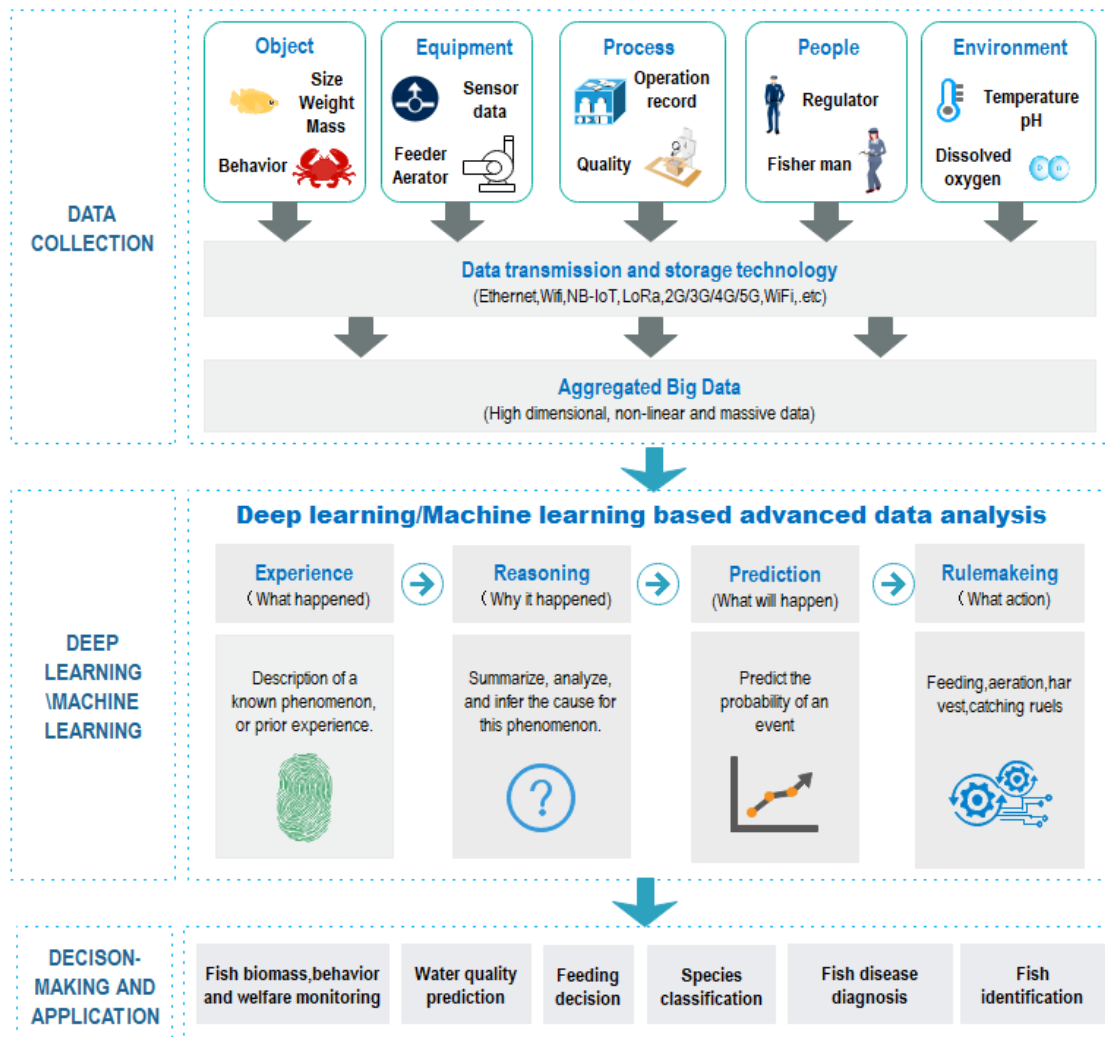 DATA
COLLECTION
Object
Size
Weight
Mass
Behavior
Equipment
Sensor
data
Feeder
Aerator
Process
Operation
record
Quality
People
Regulator
Fisher man
Environment
Temperature
pH
Dissolved
oxygen
Data transmission and storage technology
(Ethernet,Wifi,NB-IoT,LoRa,2G/3G/4G/5G,WiFi,.etc)
Aggregated Big Data
(High dimensional, non-linear and massive data)
DEEP
LEARNING
\MACHINE
LEARNING
Deep learning/Machine learning based advanced data analysis
Experience
（What happened)
Reasoning
（Why it happened)
Prediction
(What will happen)
Rulemakeing
（What action)
Description of a
known phenomenon,
or prior experience.
Summarize, analyze,
and infer the cause for
this phenomenon.
?
Predict the
probability of an
event
Feeding,aeration,har
vest,catching ruels
DECISON-
MAKING AND
APPLICATION
Fish biomass,behavior
and welfare monitoring
Water quality
prediction
Feeding
decision
Species
classification
Fish disease
diagnosis
Fish
identification